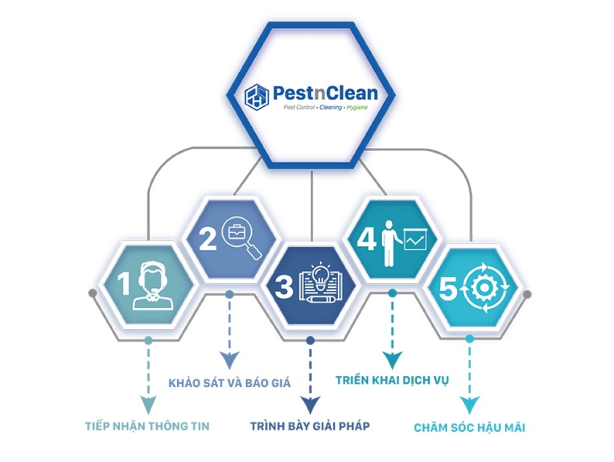 PestnClean
Pest Control • Cleaning • Hygiene
1
2
3
4
5
TIẾP NHẬN THÔNG TIN
KHẢO SÁT VÀ BÁO GIÁ
TRÌNH BÀY GIẢI PHÁP
TRIỂN KHAI DỊCH VỤ
CHĂM SÓC HẬU MÃI